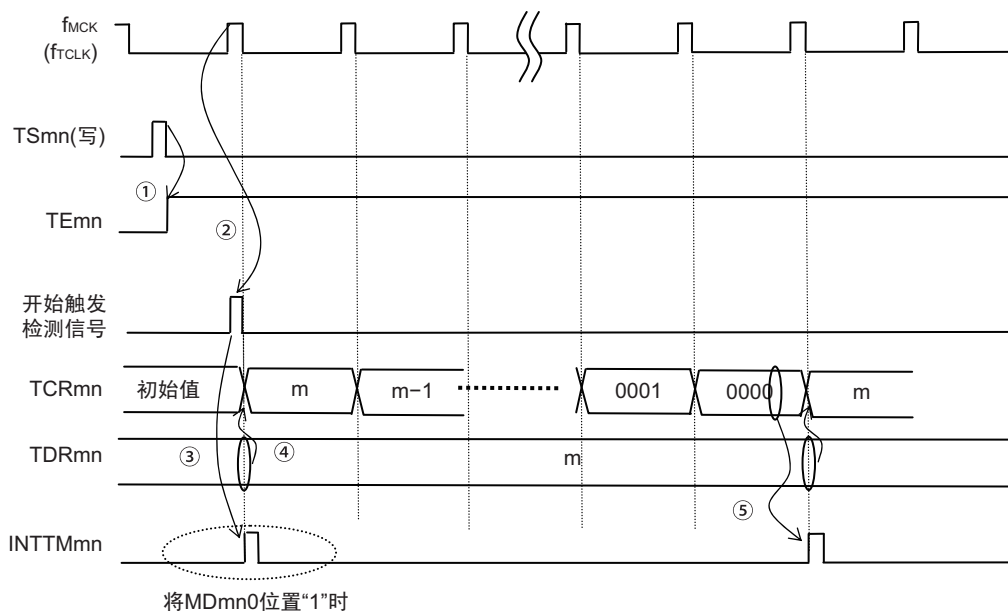 fMCK
(fTCLK)
TSmn(写)
①
TEmn
②
开始触发
检测信号
TCRmn
初始值
m
m−1
0001
0000
m
TDRmn
③
④
m
⑤
INTTMmn
将MDmn0位置“1”时